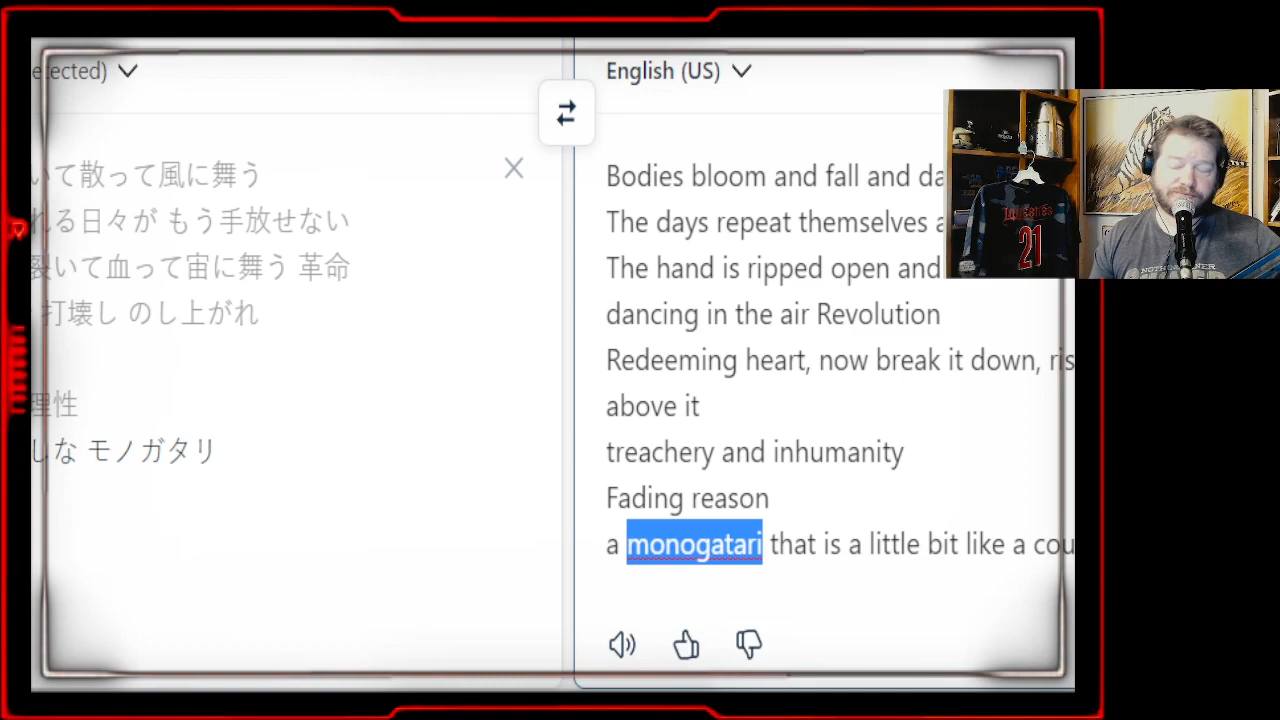 etected)
いて散って風に舞う
れる日々が もう手放せない
裂いて血って宙に舞う 革命
打壊し のし上がれ
理性
しな モノガタリ
English (US)
Bodies bloom and fall and da
The days repeat themselves a
The hand is ripped open and
dancing in the air Revolution
Redeeming heart, now break it down, ris
above it
treachery and inhumanity
Fading reason
a monogatari that is a little bit like a cou
21